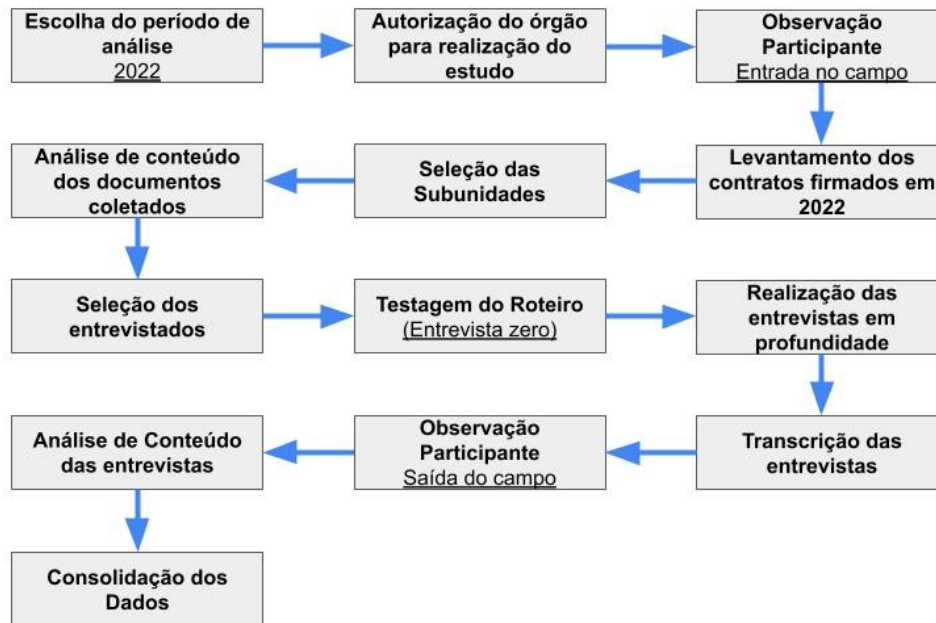 Escolha do período de
análise
2022
Autorização do órgão
para realização do
estudo
Observação
Participante
Entrada no campo
Levantamento dos
contratos firmados em
2022
Seleção das
Subunidades
Análise de conteúdo
dos documentos
coletados
Seleção dos
entrevistados
Testagem do Roteiro
(Entrevista zero)
Realização das
entrevistas em
profundidade
Transcrição das
entrevistas
Observação
Participante
Saída do campo
Análise de Conteúdo
das entrevistas
Consolidação dos
Dados